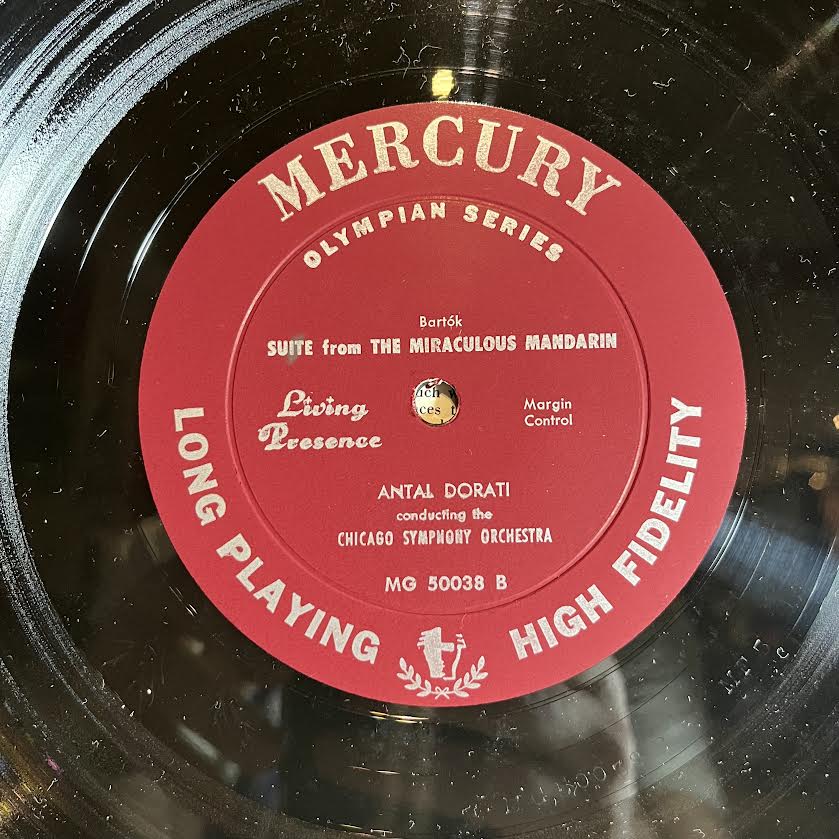 MERCURY
OLYMPIAN SERIES
Bartók
SUITE from THE MIRACULOUS MANDARIN
Living
Presence
Margin
Control
ANTAL DORATI
conducting the
CHICAGO SYMPHONY ORCHESTRA
MG 50038 B
LONG PLAYING
HIGH FIDELITY